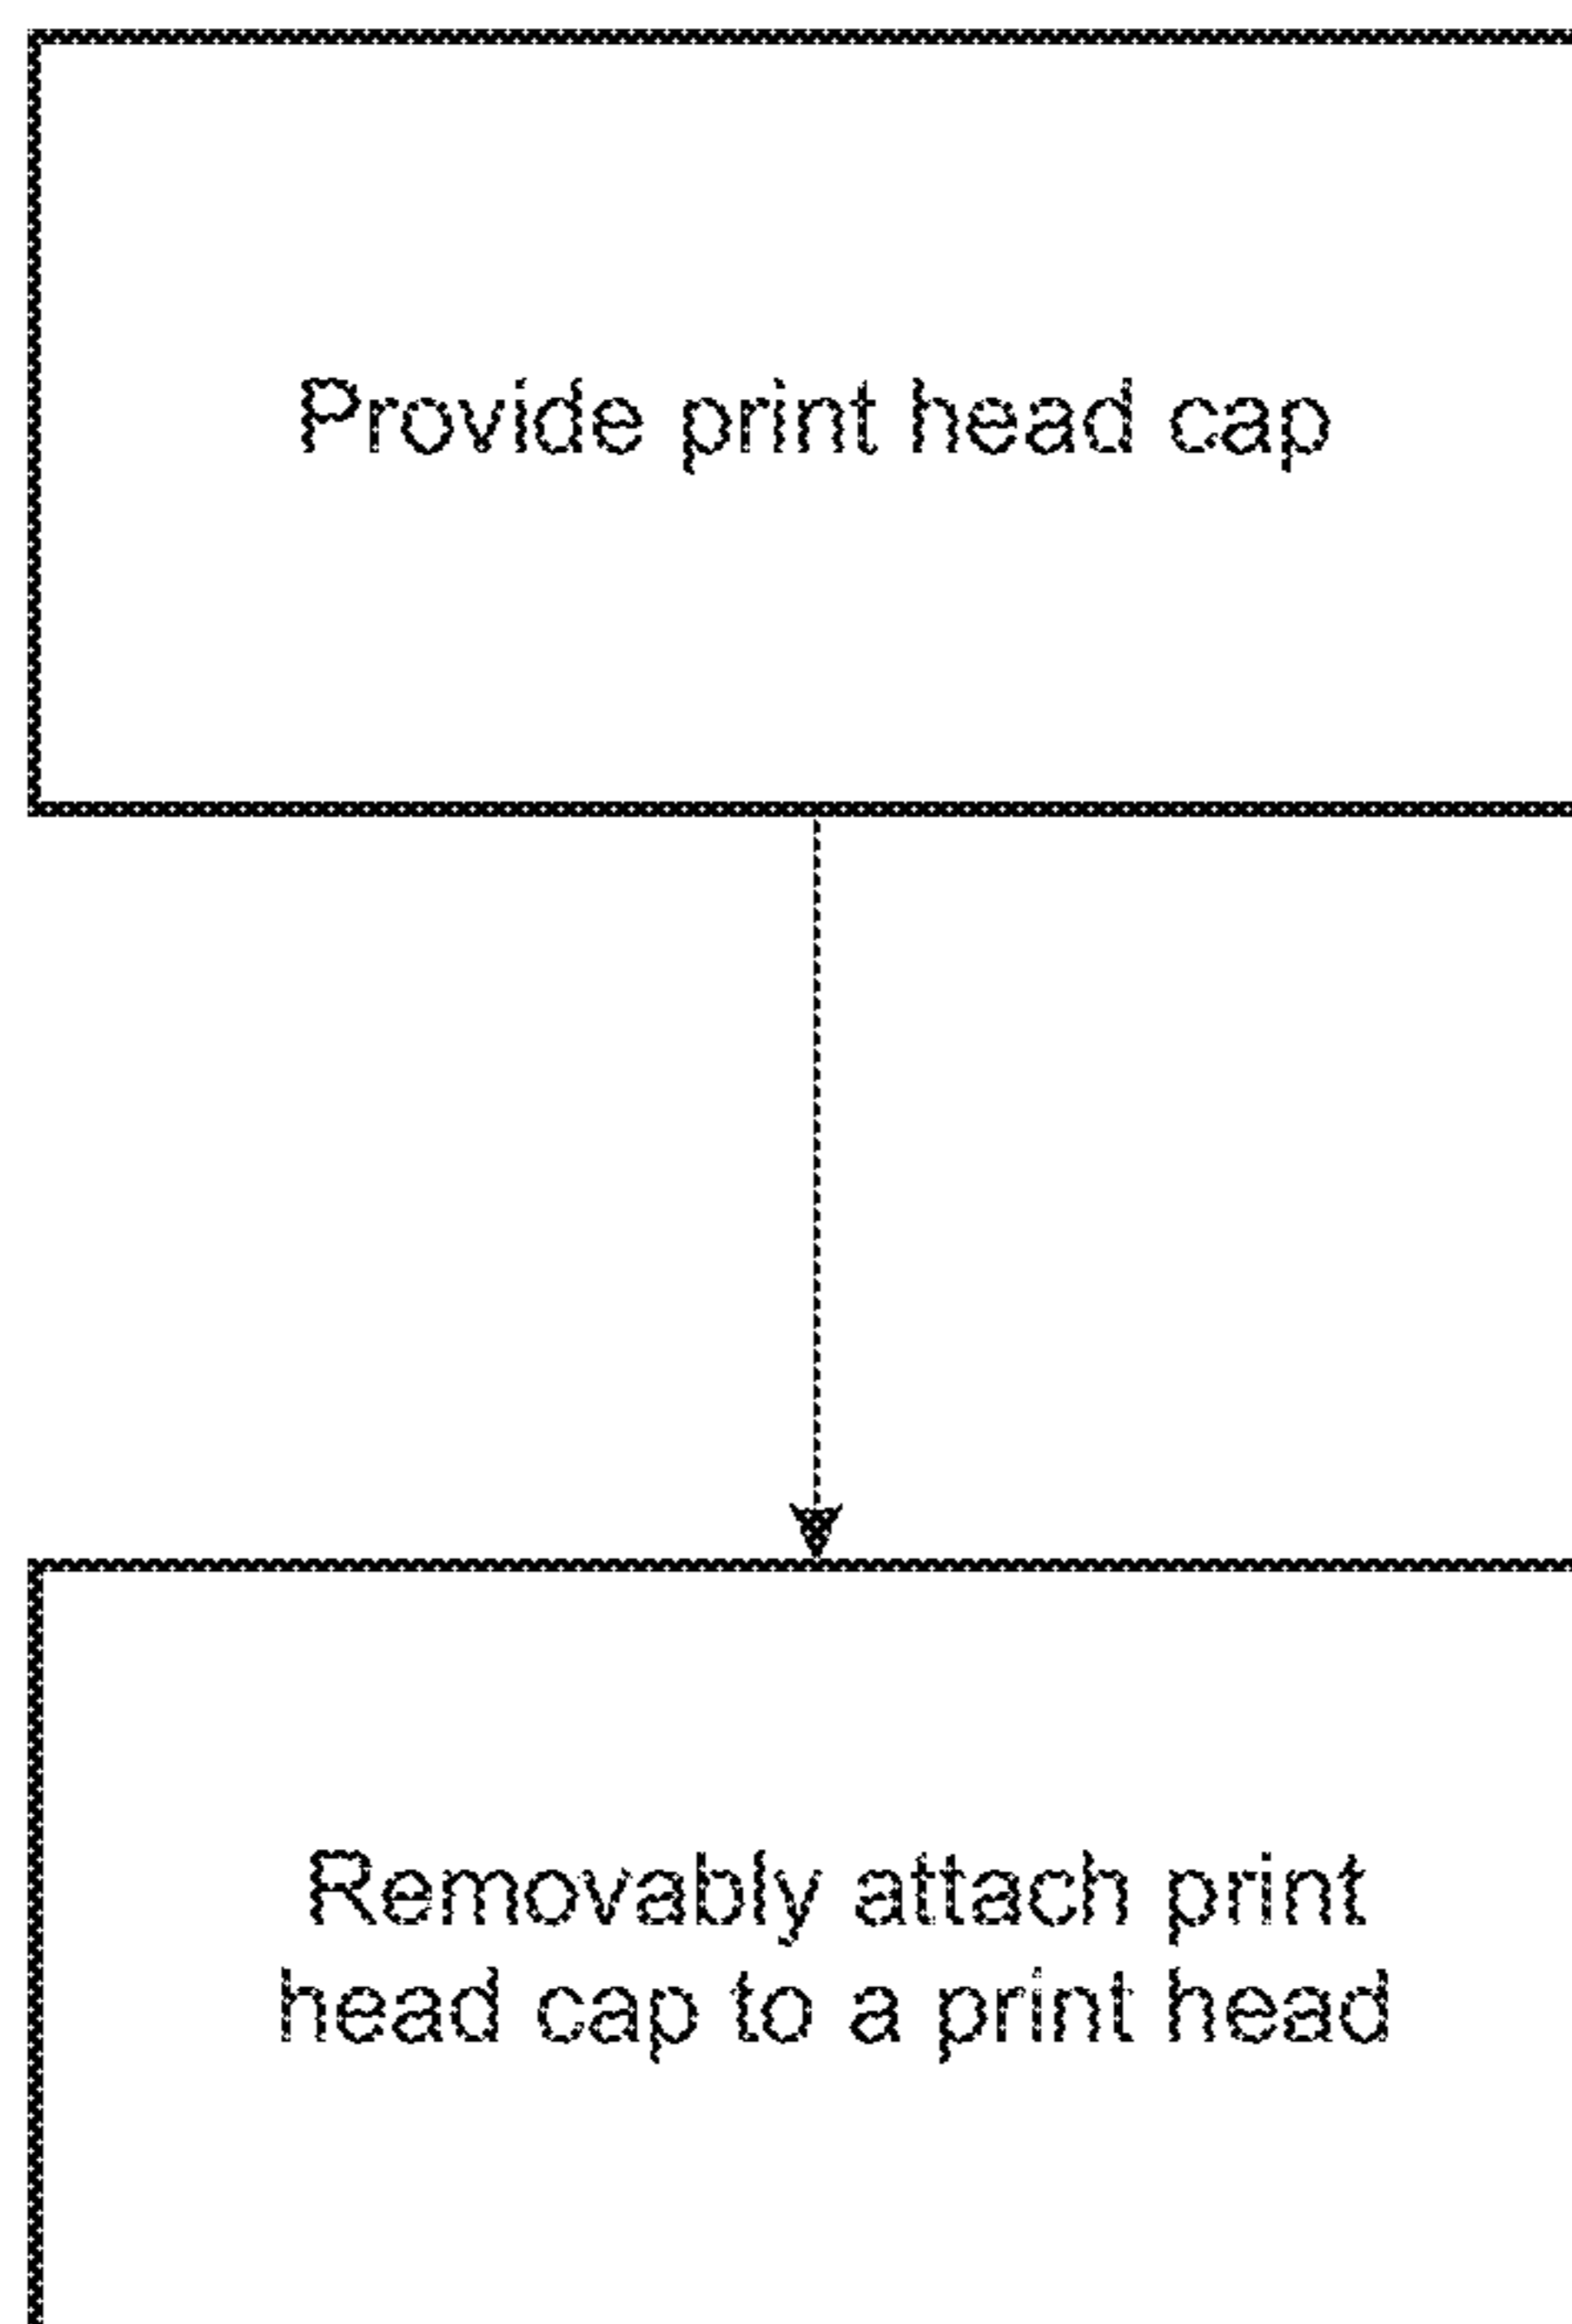 Provide print head cap
Removably attach print
head cap to a print head